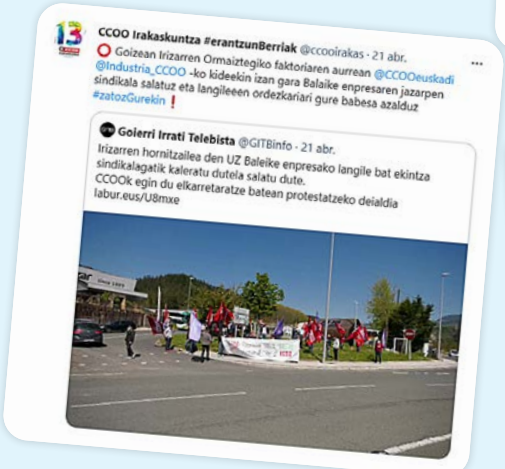 13
CCOO Irakaskuntza #erantzunBerriak @ccooirakas · 21 abr.
Goizean Irizarren Ormaiztegiko faktoriaren aurrean @CCOOeuskadi
@Industria_CCOO -ko kideekin izan gara Balaike enpresaren jazarpen
sindikala salatuz eta langileeen ordezkariari gure babesa azalduz
#zatozGurekin ❗
Goierri Irrati Telebista @GITBinfo · 21 abr.
Irizarren hornitzailea den UZ Baleike enpresako langile bat ekintza
sindikalagatik kaleratu dutela salatu dute.
CCOOk egin du elkarretaratze batean protestatzeko deialdia
labur.eus/U8mxe